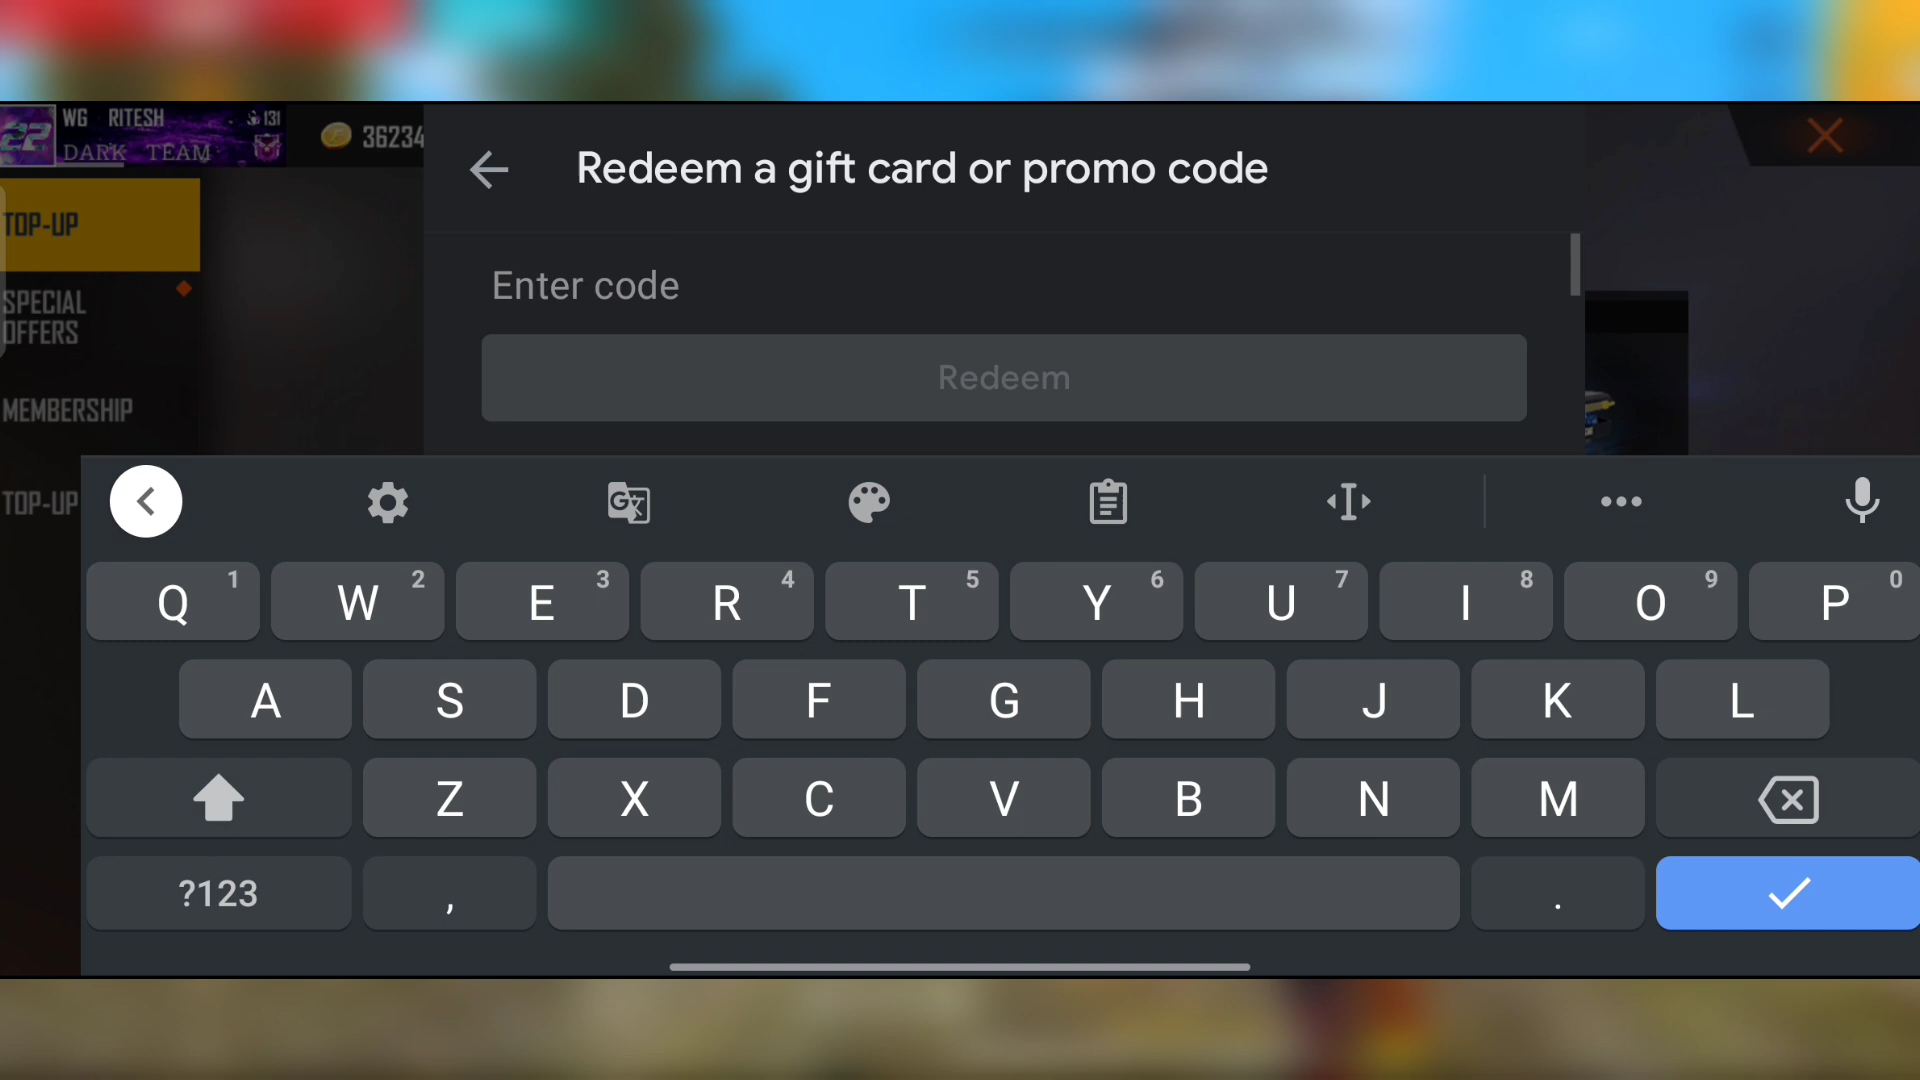 WG RITESH
131
DARK TEAM
36234
Redeem a gift card or promo code
TOP-UP
SPECIAL
OFFERS
MEMBERSHIP
TOP-UP
Enter code
Redeem
Q 1 W 2 E 3 R 4 T 5 Y 6 U 7 I 8 O 9 P 0
A S D F G H J K L
Z X C V B N M
?123 , .